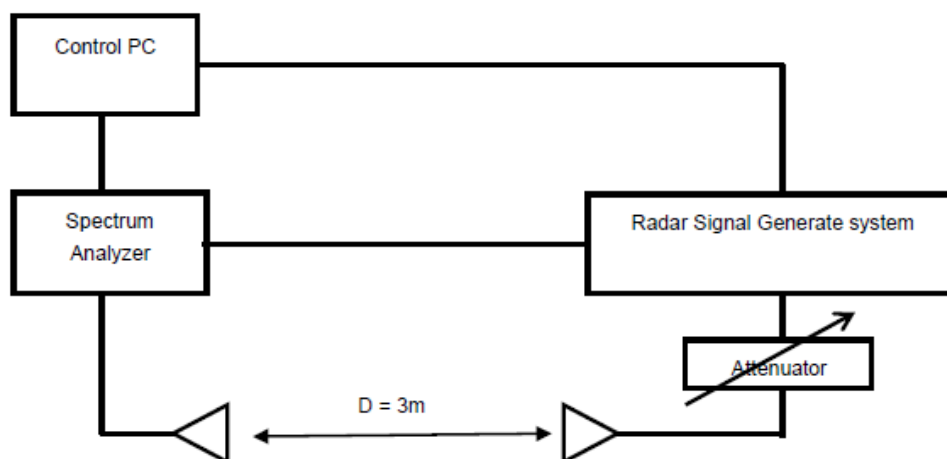 Control PC
Spectrum
Analyzer
Radar Signal Generate system
Attenuator
D = 3m